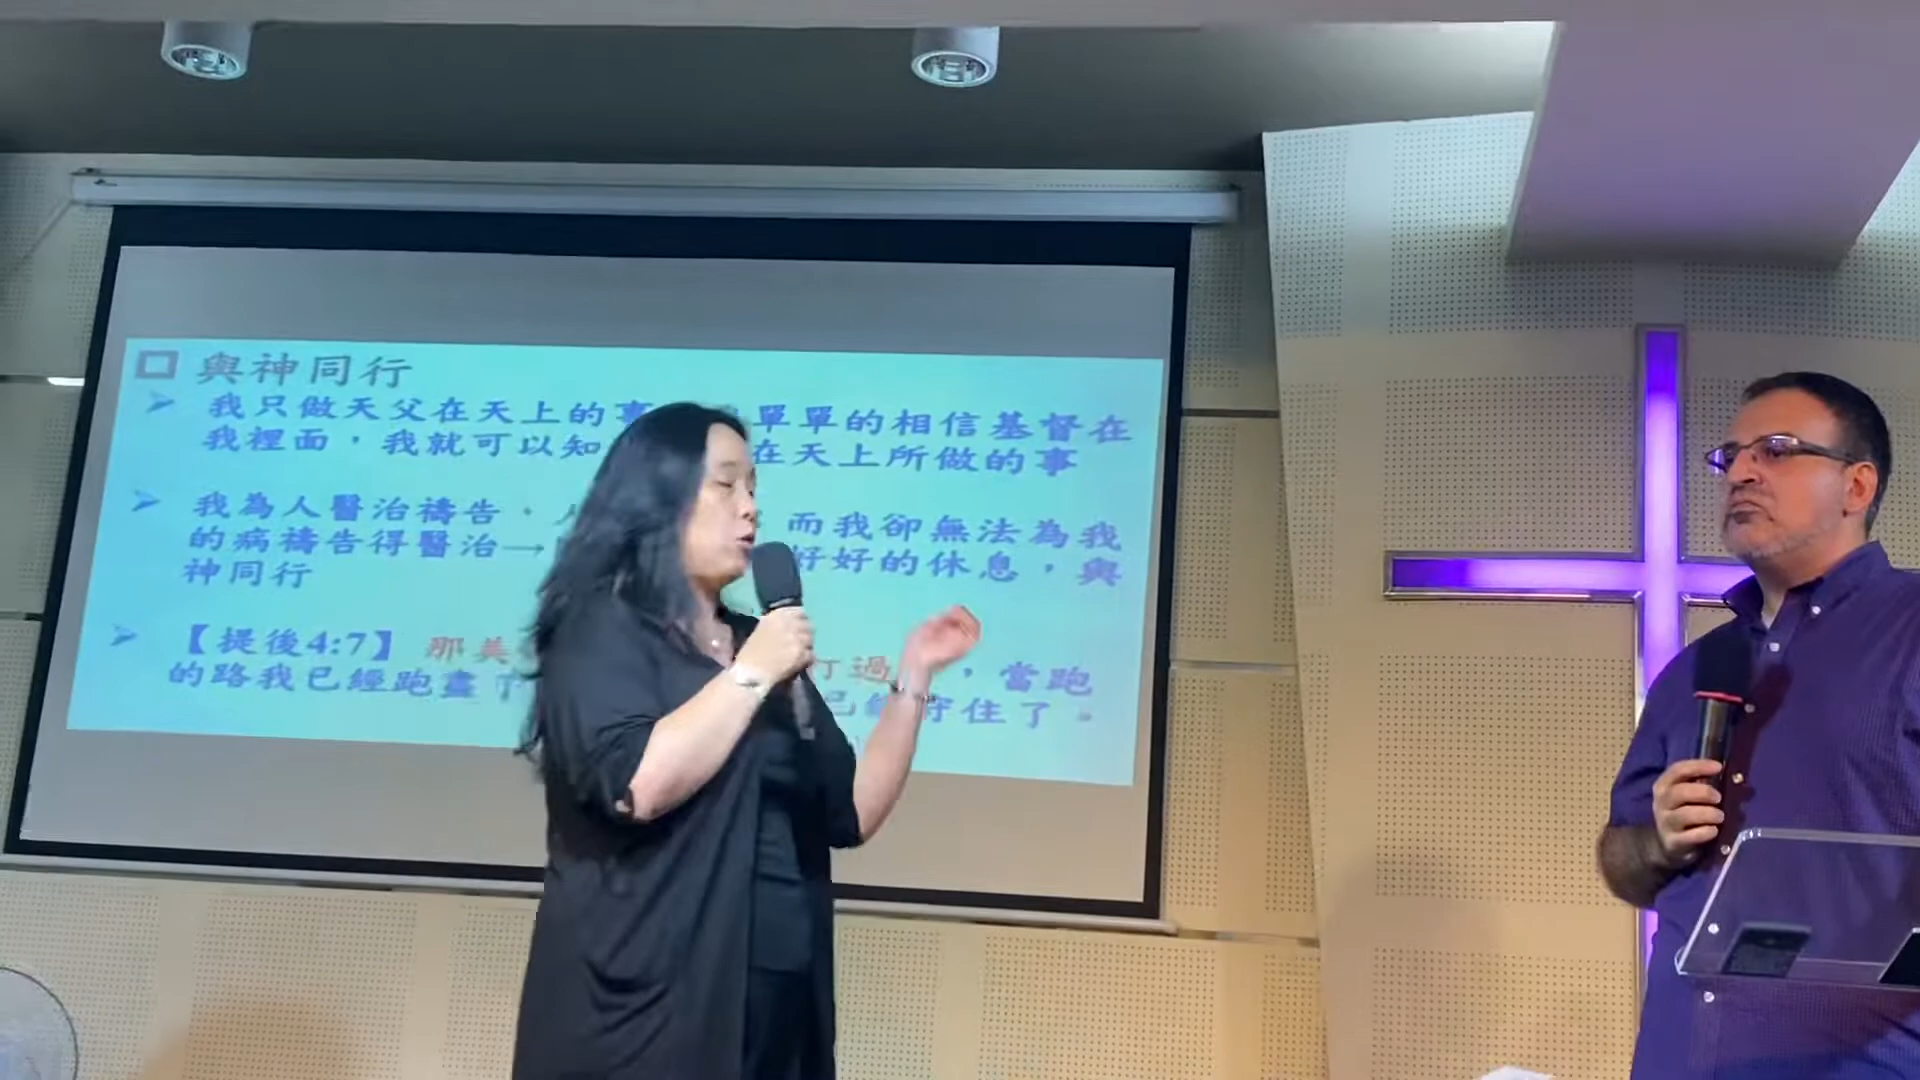 與神同行
我只做天父在天上的事 單單的相信基督在
我裡面，我就可以知 在天上所做的事
我為人醫治禱告， 而我卻無法為我
的病禱告得醫治→ 好好的休息，與
神同行
【提後4:7】那美 打過 ，當跑
的路我已經跑盡了 已經守住了。